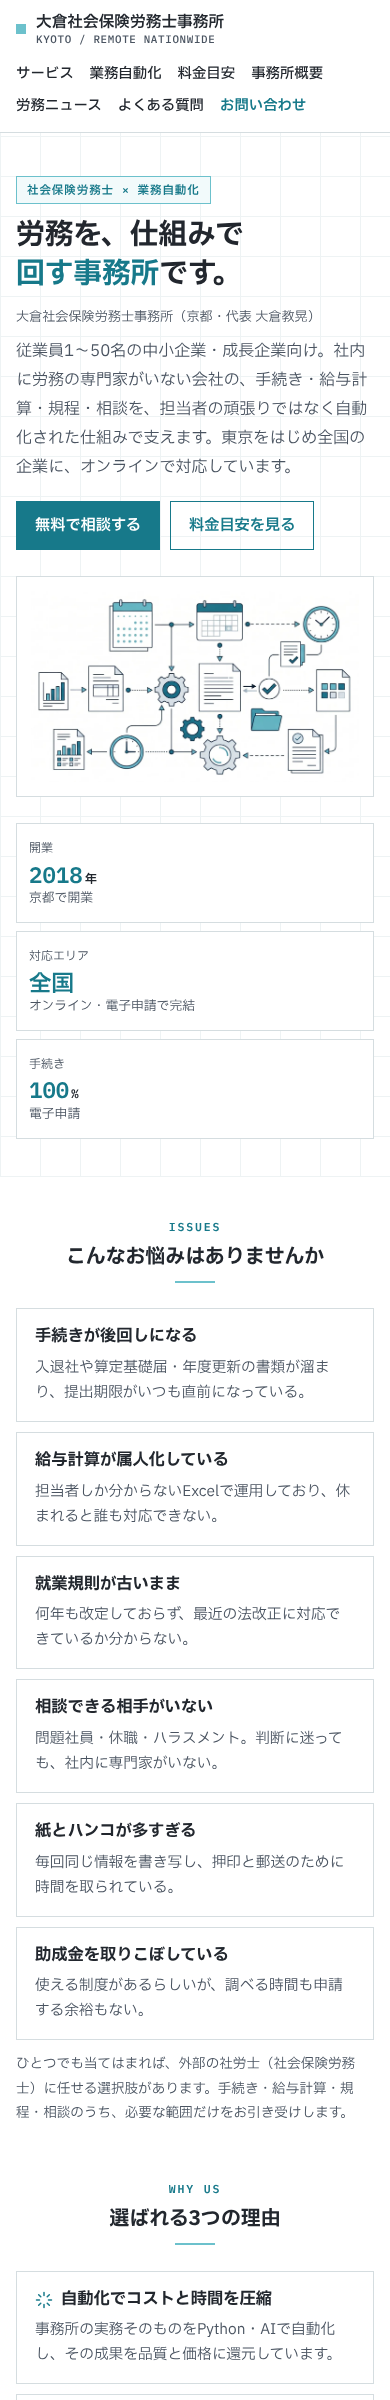 大倉社会保険労務士事務所
KYOTO / REMOTE NATIONWIDE
サービス 業務自動化 料金目安 事務所概要
労務ニュース よくある質問 お問い合わせ
社会保険労務士 × 業務自動化
労務を、仕組みで
回す事務所です。
大倉社会保険労務士事務所（京都・代表 大倉教晃）
従業員1〜50名の中小企業・成長企業向け。社内
に労務の専門家がいない会社の、手続き・給与計
算・規程・相談を、担当者の頑張りではなく自動
化された仕組みで支えます。東京をはじめ全国の
企業に、オンラインで対応しています。
無料で相談する 料金目安を見る
開業
2018年
京都で開業
対応エリア
全国
オンライン・電子申請で完結
手続き
100%
電子申請
ISSUES
こんなお悩みはありませんか
手続きが後回しになる
入退社や算定基礎届・年度更新の書類が溜ま
り、提出期限がいつも直前になっている。
給与計算が属人化している
担当者しか分からないExcelで運用しており、休
まれると誰も対応できない。
就業規則が古いまま
何年も改定しておらず、最近の法改正に対応で
きているか分からない。
相談できる相手がいない
問題社員・休職・ハラスメント。判断に迷って
も、社内に専門家がいない。
紙とハンコが多すぎる
毎回同じ情報を書き写し、押印と郵送のために
時間を取られている。
助成金を取りこぼしている
使える制度があるらしいが、調べる時間も申請
する余裕もない。
ひとつでも当てはまれば、外部の社労士（社会保険労務
士）に任せる選択肢があります。手続き・給与計算・規
程・相談のうち、必要な範囲だけをお引き受けします。
WHY US
選ばれる3つの理由
自動化でコストと時間を圧縮
事務所の実務そのものをPython・AIで自動化
し、その成果を品質と価格に還元しています。